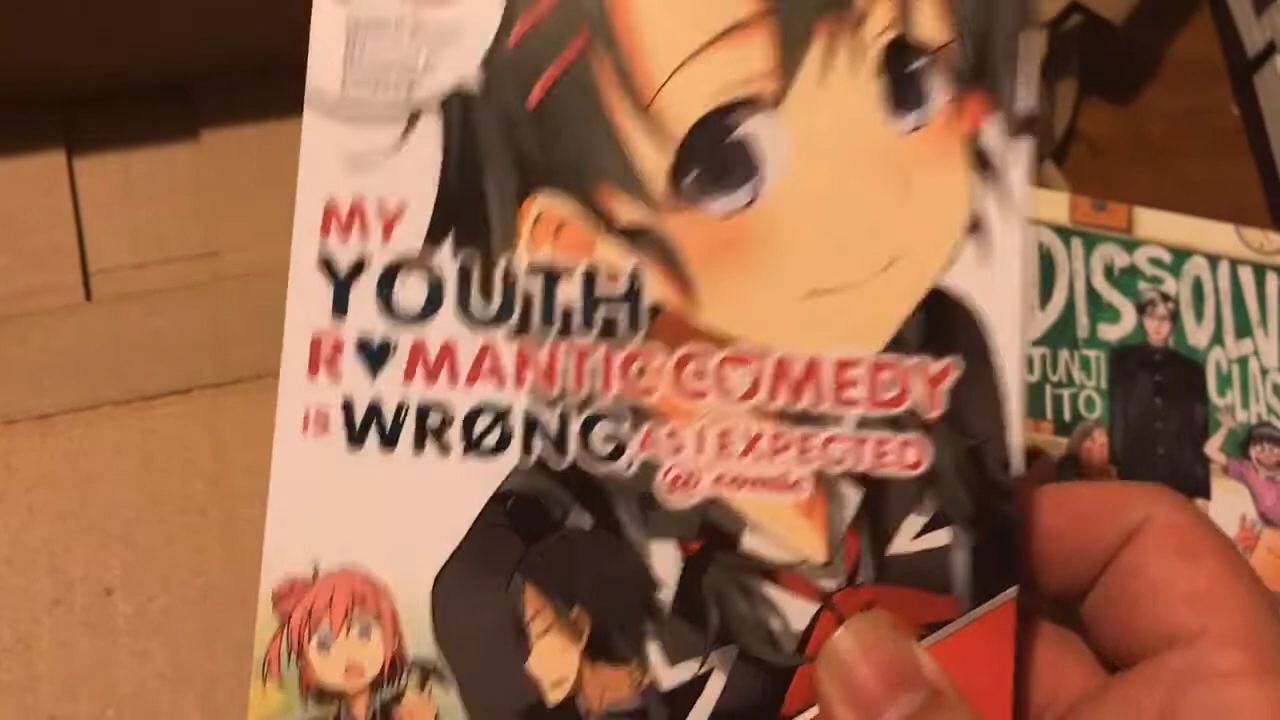 MY
YOUTH
R♥MANTIC COMEDY
IS WRØNG, AS I EXPECTED
@ comic
DISSOLV
JUNJI
ITO
CLAS